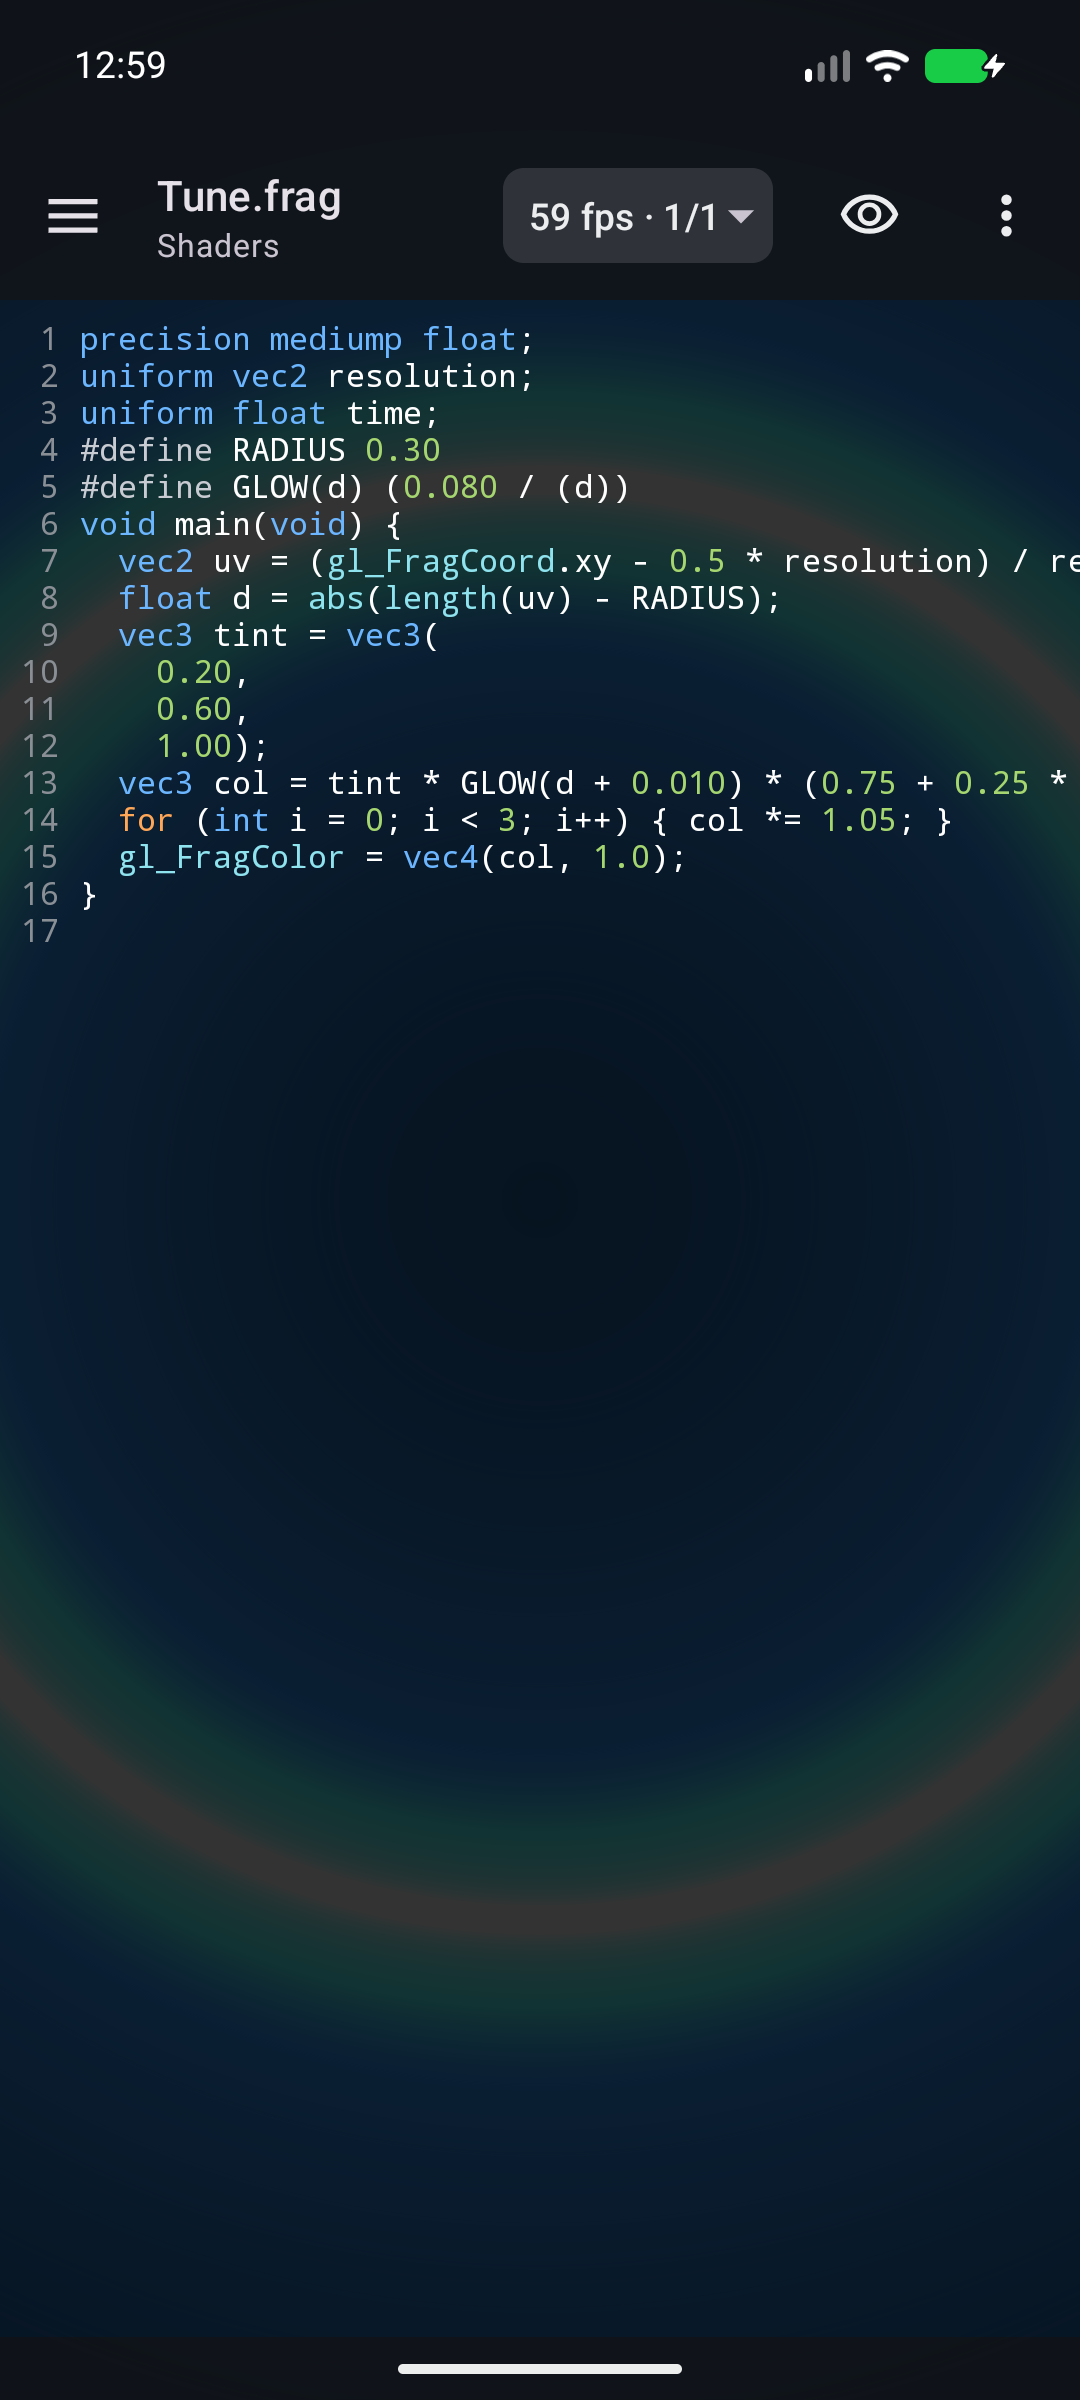 12:59
Tune.frag
Shaders
59 fps · 1/1
1 precision mediump float;
2 uniform vec2 resolution;
3 uniform float time;
4 #define RADIUS 0.30
5 #define GLOW(d) (0.080 / (d))
6 void main(void) {
7   vec2 uv = (gl_FragCoord.xy - 0.5 * resolution) / re
8   float d = abs(length(uv) - RADIUS);
9   vec3 tint = vec3(
10     0.20,
11     0.60,
12     1.00);
13   vec3 col = tint * GLOW(d + 0.010) * (0.75 + 0.25 *
14   for (int i = 0; i < 3; i++) { col *= 1.05; }
15   gl_FragColor = vec4(col, 1.0);
16 }
17